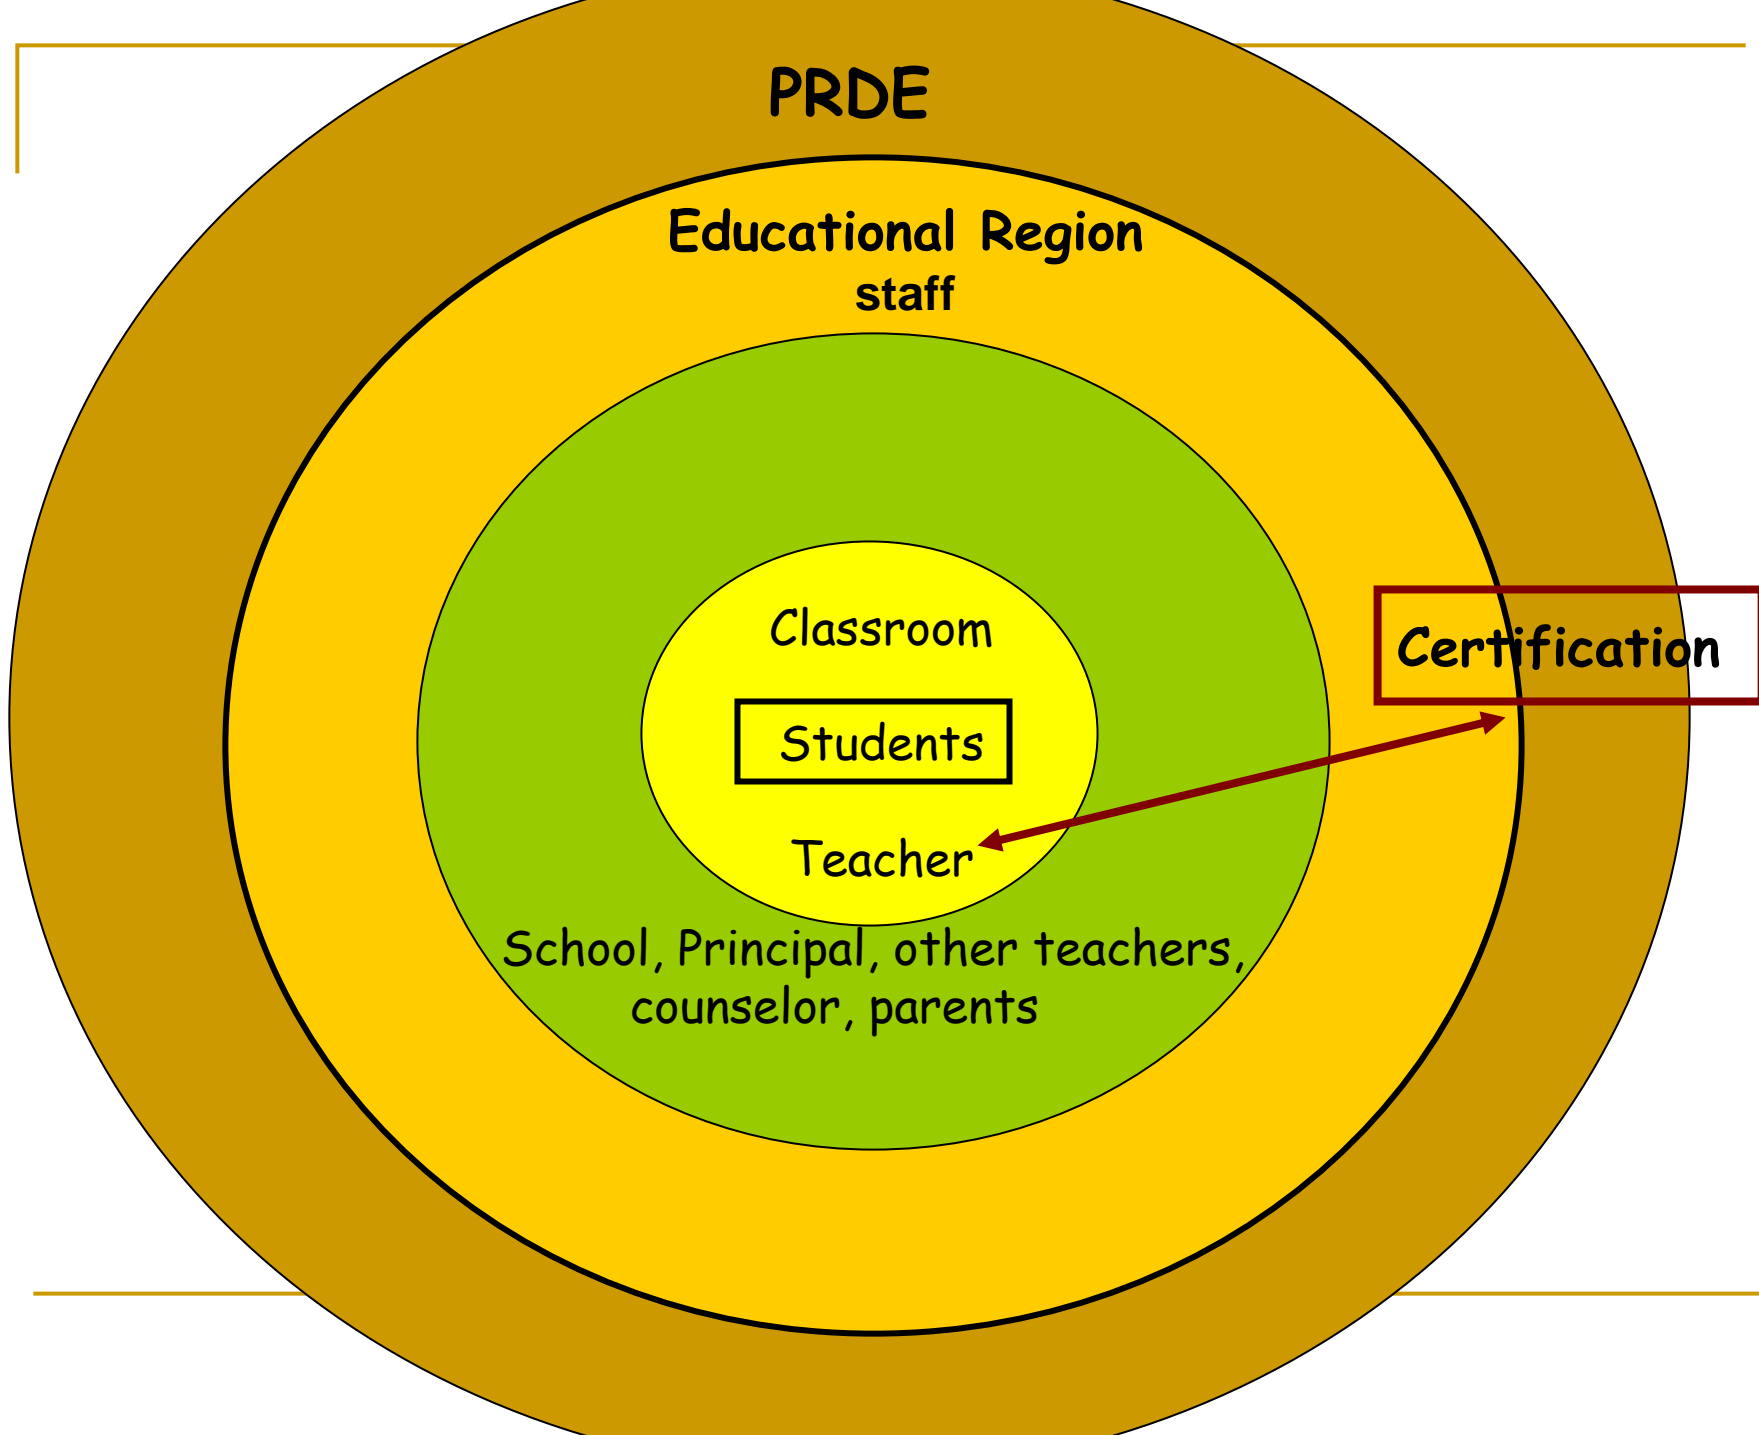 PRDE
Educational Region
staff
Classroom
Certification
Students
Teacher
School, Principal, other teachers,
counselor, parents